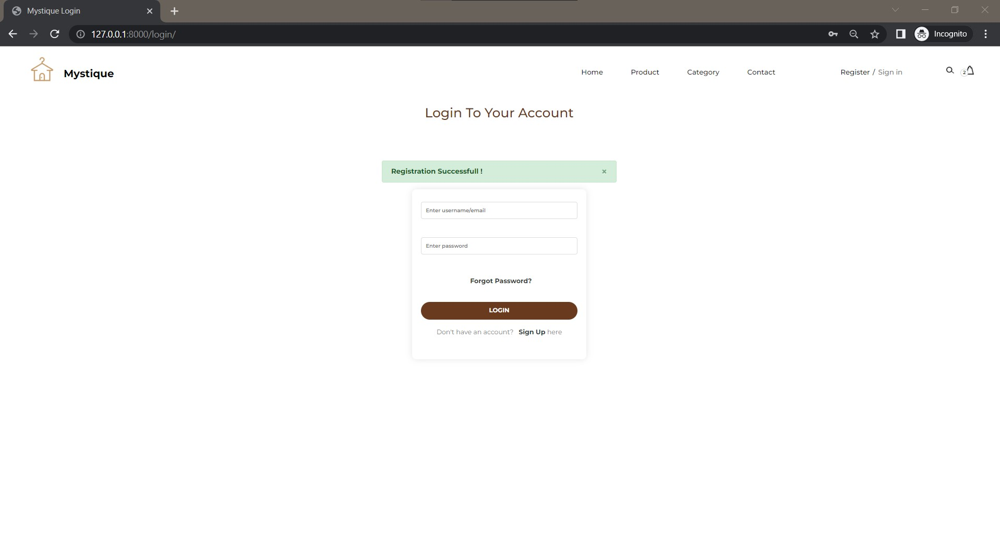 Mystique Login
127.0.0.1:8000/login/
Incognito
Mystique
Home Product Category Contact Register / Sign in 2
Login To Your Account
Registration Successfull ! ×
Enter username/email
Enter password
Forgot Password?
LOGIN
Don't have an account? Sign Up here